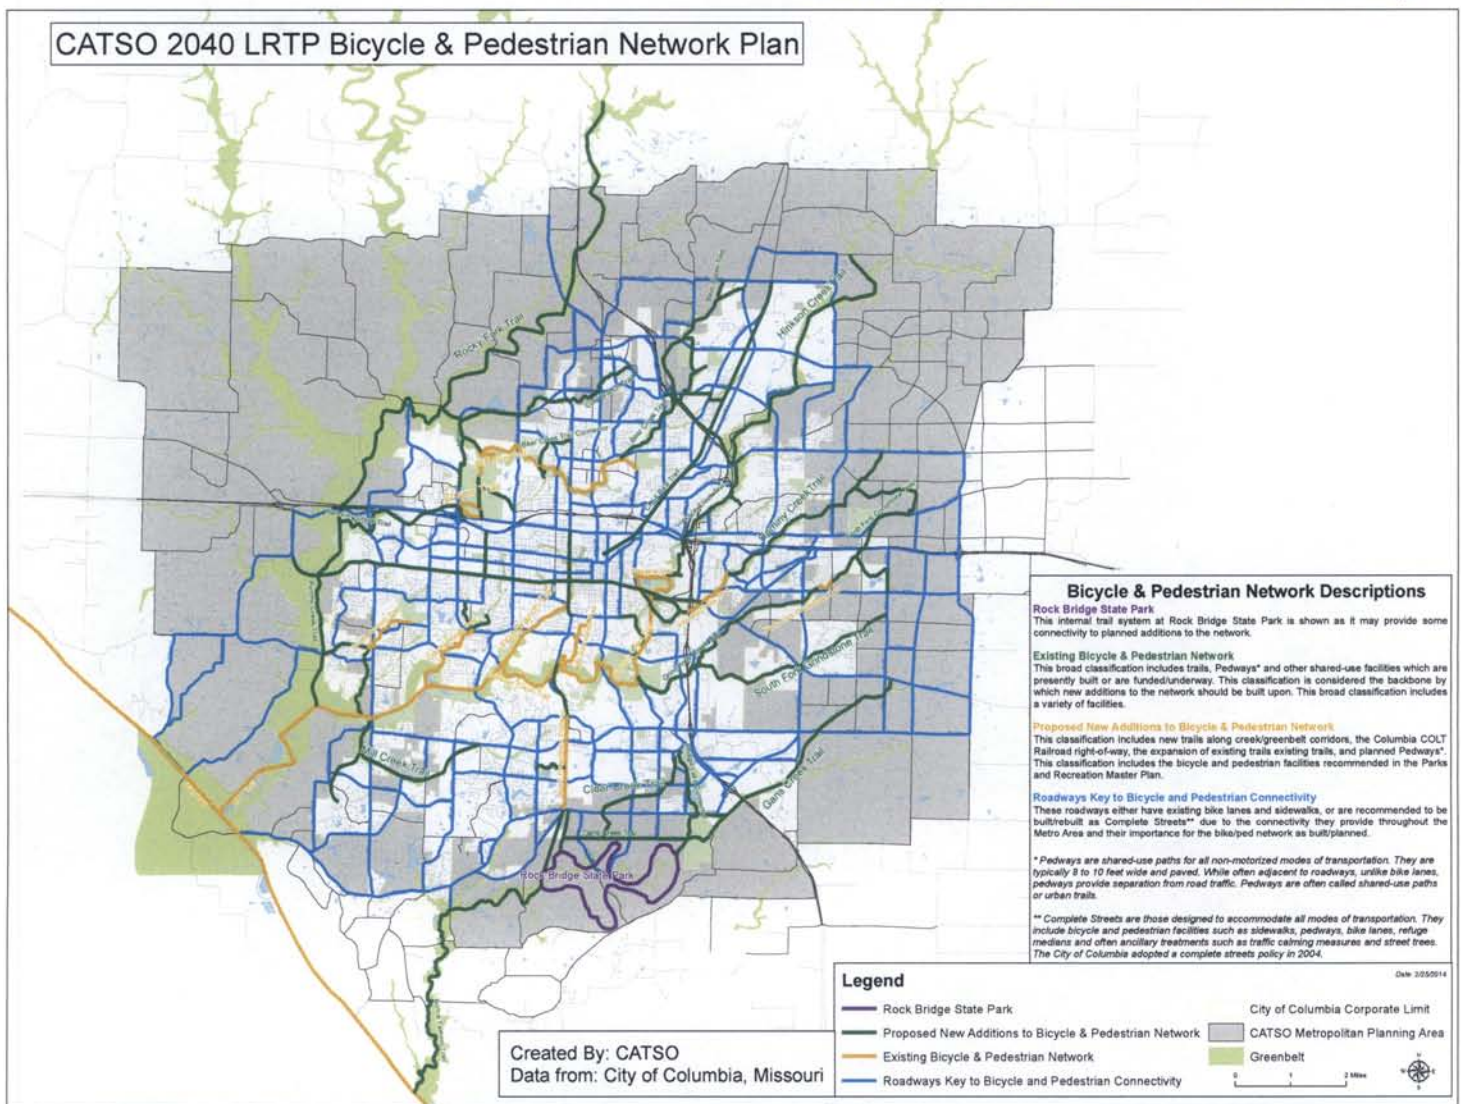 CATSO 2040 LRTP Bicycle & Pedestrian Network Plan
Rocky Fork Trail
Hinkson Creek Trail
South Fork Grindstone Trail
Mill Creek Trail
Clear Creek Trail
Gans Creek Trail
Rock Bridge State Park
Bicycle & Pedestrian Network Descriptions
Rock Bridge State Park
This internal trail system at Rock Bridge State Park is shown as it may provide some
connectivity to planned additions to the network.
Existing Bicycle & Pedestrian Network
This broad classification includes trails, Pedways* and other shared-use facilities which are
presently built or are funded/underway. This classification is considered the backbone by
which new additions to the network should be built upon. This broad classification includes
a variety of facilities.
Proposed New Additions to Bicycle & Pedestrian Network
This classification includes new trails along creek/greenbelt corridors, the Columbia COLT
Railroad right-of-way, the expansion of existing trails existing trails, and planned Pedways*.
This classification includes the bicycle and pedestrian facilities recommended in the Parks
and Recreation Master Plan.
Roadways Key to Bicycle and Pedestrian Connectivity
These roadways either have existing bike lanes and sidewalks, or are recommended to be
built/rebuilt as Complete Streets** due to the connectivity they provide throughout the
Metro Area and their importance for the bike/ped network as built/planned.
* Pedways are shared-use paths for all non-motorized modes of transportation. They are
typically 8 to 10 feet wide and paved. While often adjacent to roadways, unlike bike lanes,
pedways provide separation from road traffic. Pedways are often called shared-use paths
or urban trails.
** Complete Streets are those designed to accommodate all modes of transportation. They
include bicycle and pedestrian facilities such as sidewalks, pedways, bike lanes, refuge
medians and often ancillary treatments such as traffic calming measures and street trees.
The City of Columbia adopted a complete streets policy in 2004.
Date: 2/25/2014
Legend
Rock Bridge State Park
Proposed New Additions to Bicycle & Pedestrian Network
Existing Bicycle & Pedestrian Network
Roadways Key to Bicycle and Pedestrian Connectivity
City of Columbia Corporate Limit
CATSO Metropolitan Planning Area
Greenbelt
0 1 2 Miles
N
W E
S
Created By: CATSO
Data from: City of Columbia, Missouri